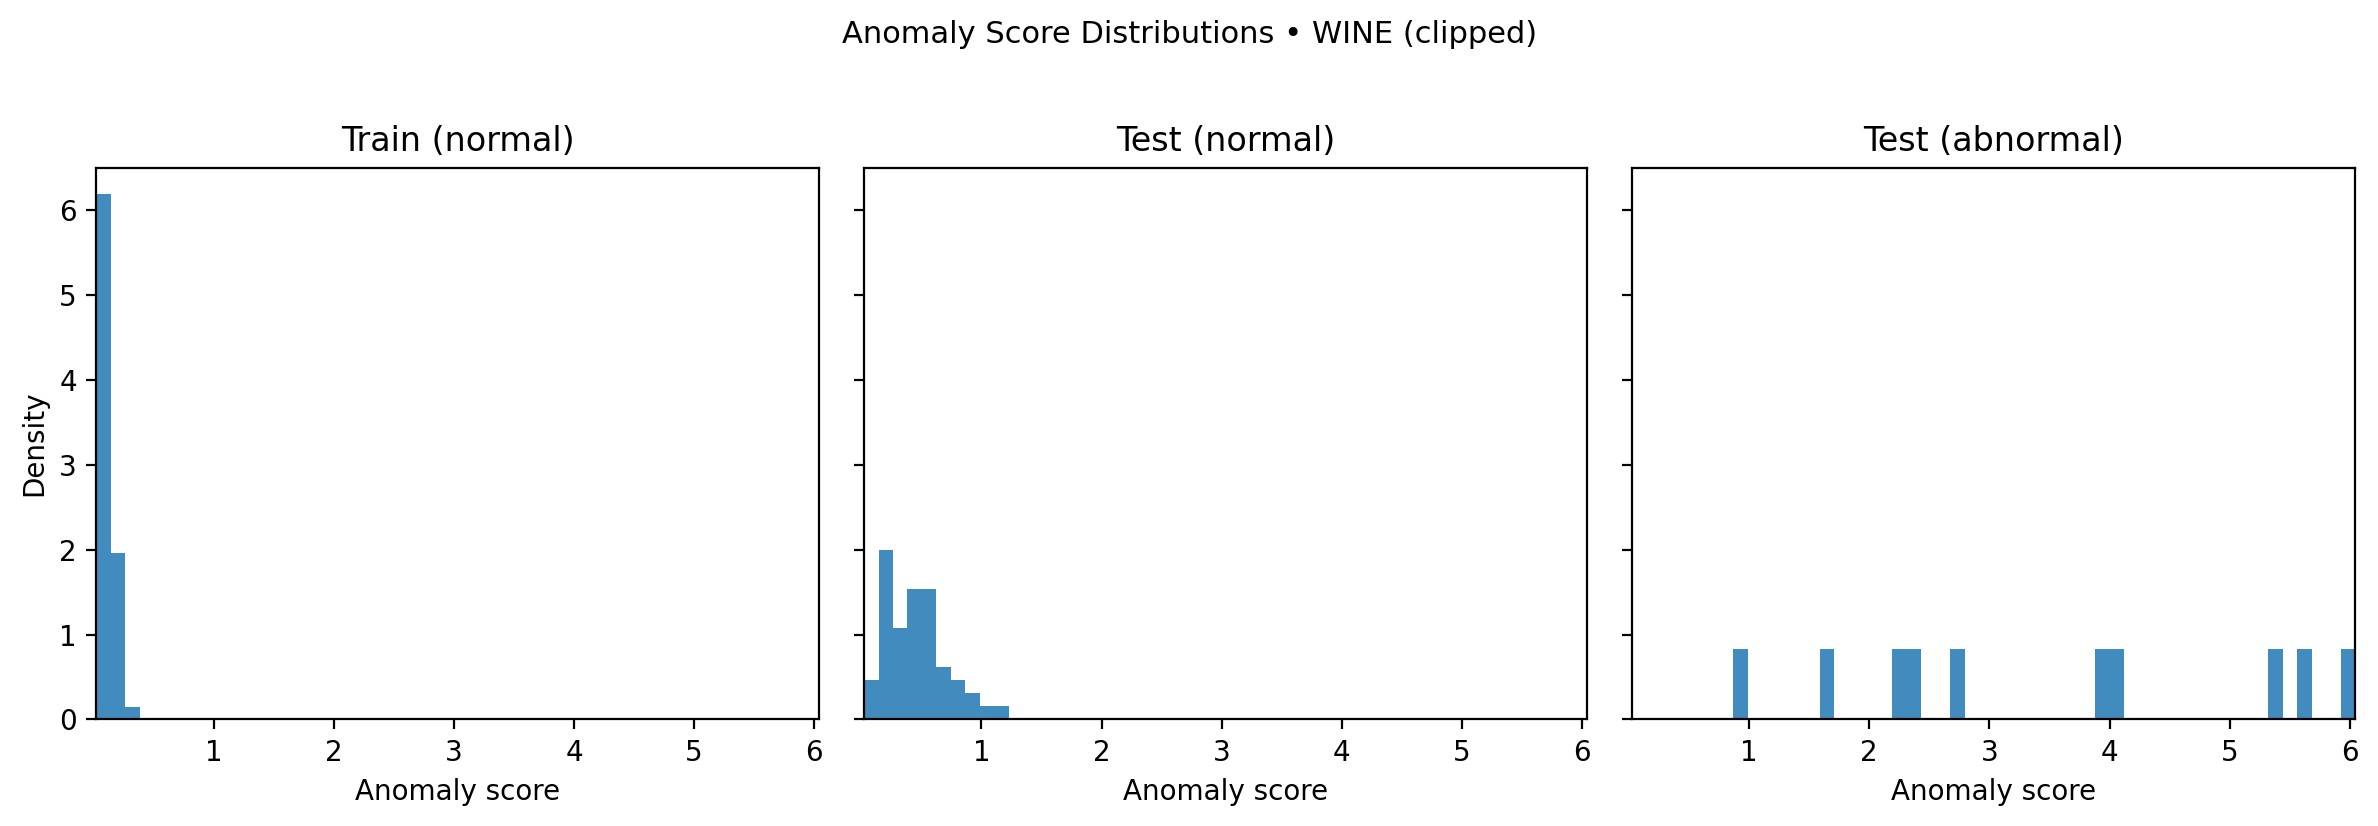 Anomaly Score Distributions • WINE (clipped)
Train (normal)
Test (normal)
Test (abnormal)
Density
6
5
4
3
2
1
0
1 2 3 4 5 6
1 2 3 4 5 6
1 2 3 4 5 6
Anomaly score
Anomaly score
Anomaly score